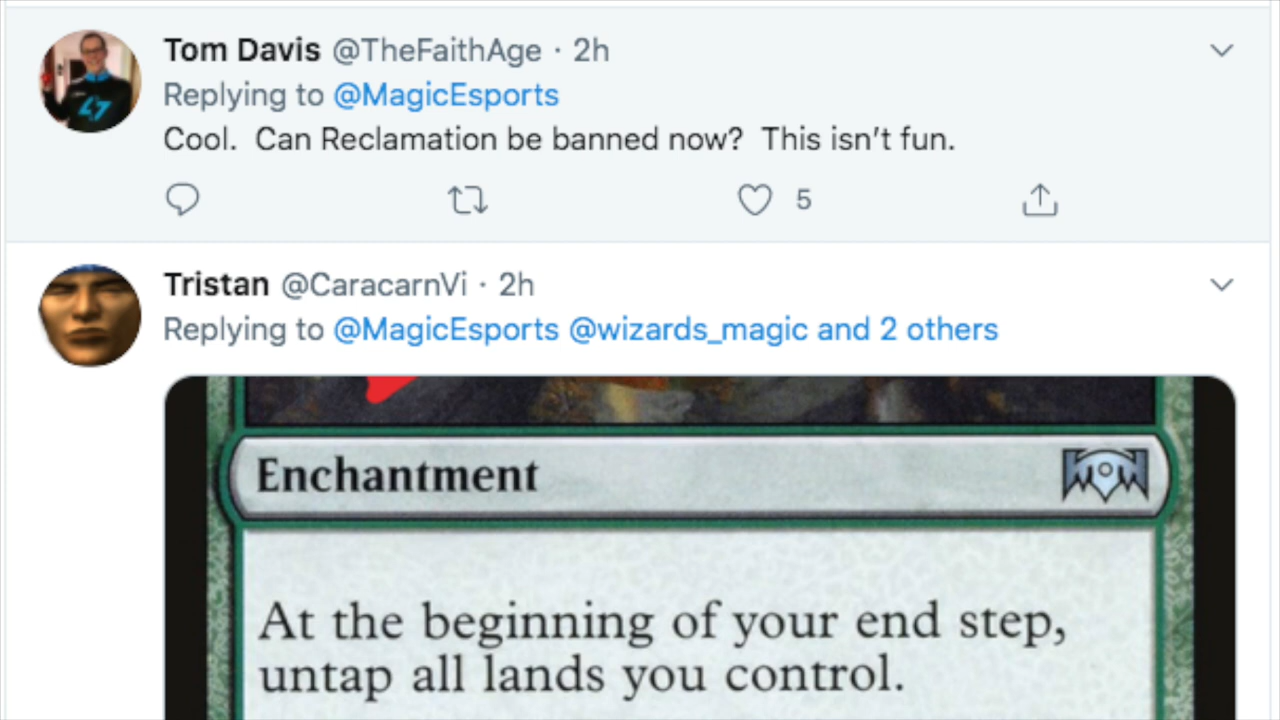 Tom Davis @TheFaithAge · 2h
Replying to @MagicEsports
Cool.  Can Reclamation be banned now?  This isn't fun.
5
Tristan @CaracarnVi · 2h
Replying to @MagicEsports @wizards_magic and 2 others
Enchantment
At the beginning of your end step,
untap all lands you control.